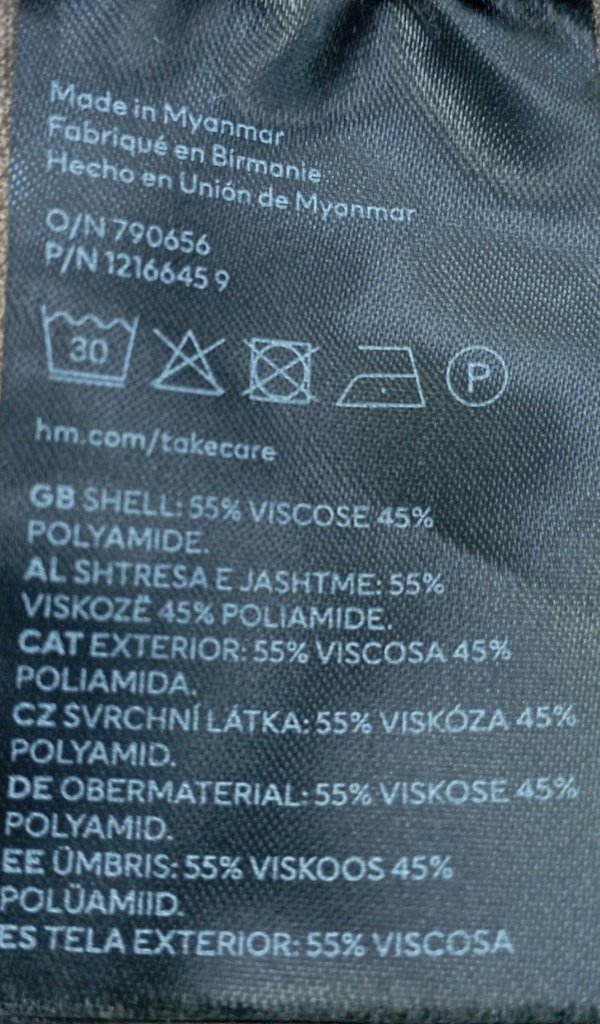 Made in Myanmar
Fabriqué en Birmanie
Hecho en Unión de Myanmar
O/N 790656
P/N 12166645 9
30
P
hm.com/takecare
GB SHELL: 55% VISCOSE 45%
POLYAMIDE.
AL SHTRESA E JASHTME: 55%
VISKOZË 45% POLIAMIDE.
CAT EXTERIOR: 55% VISCOSA 45%
POLIAMIDA.
CZ SVRCHNÍ LÁTKA: 55% VISKÓZA 45%
POLYAMID.
DE OBERMATERIAL: 55% VISKOSE 45%
POLYAMID.
EE ÜMBRIS: 55% VISKOOS 45%
POLÜAMIID.
ES TELA EXTERIOR: 55% VISCOSA